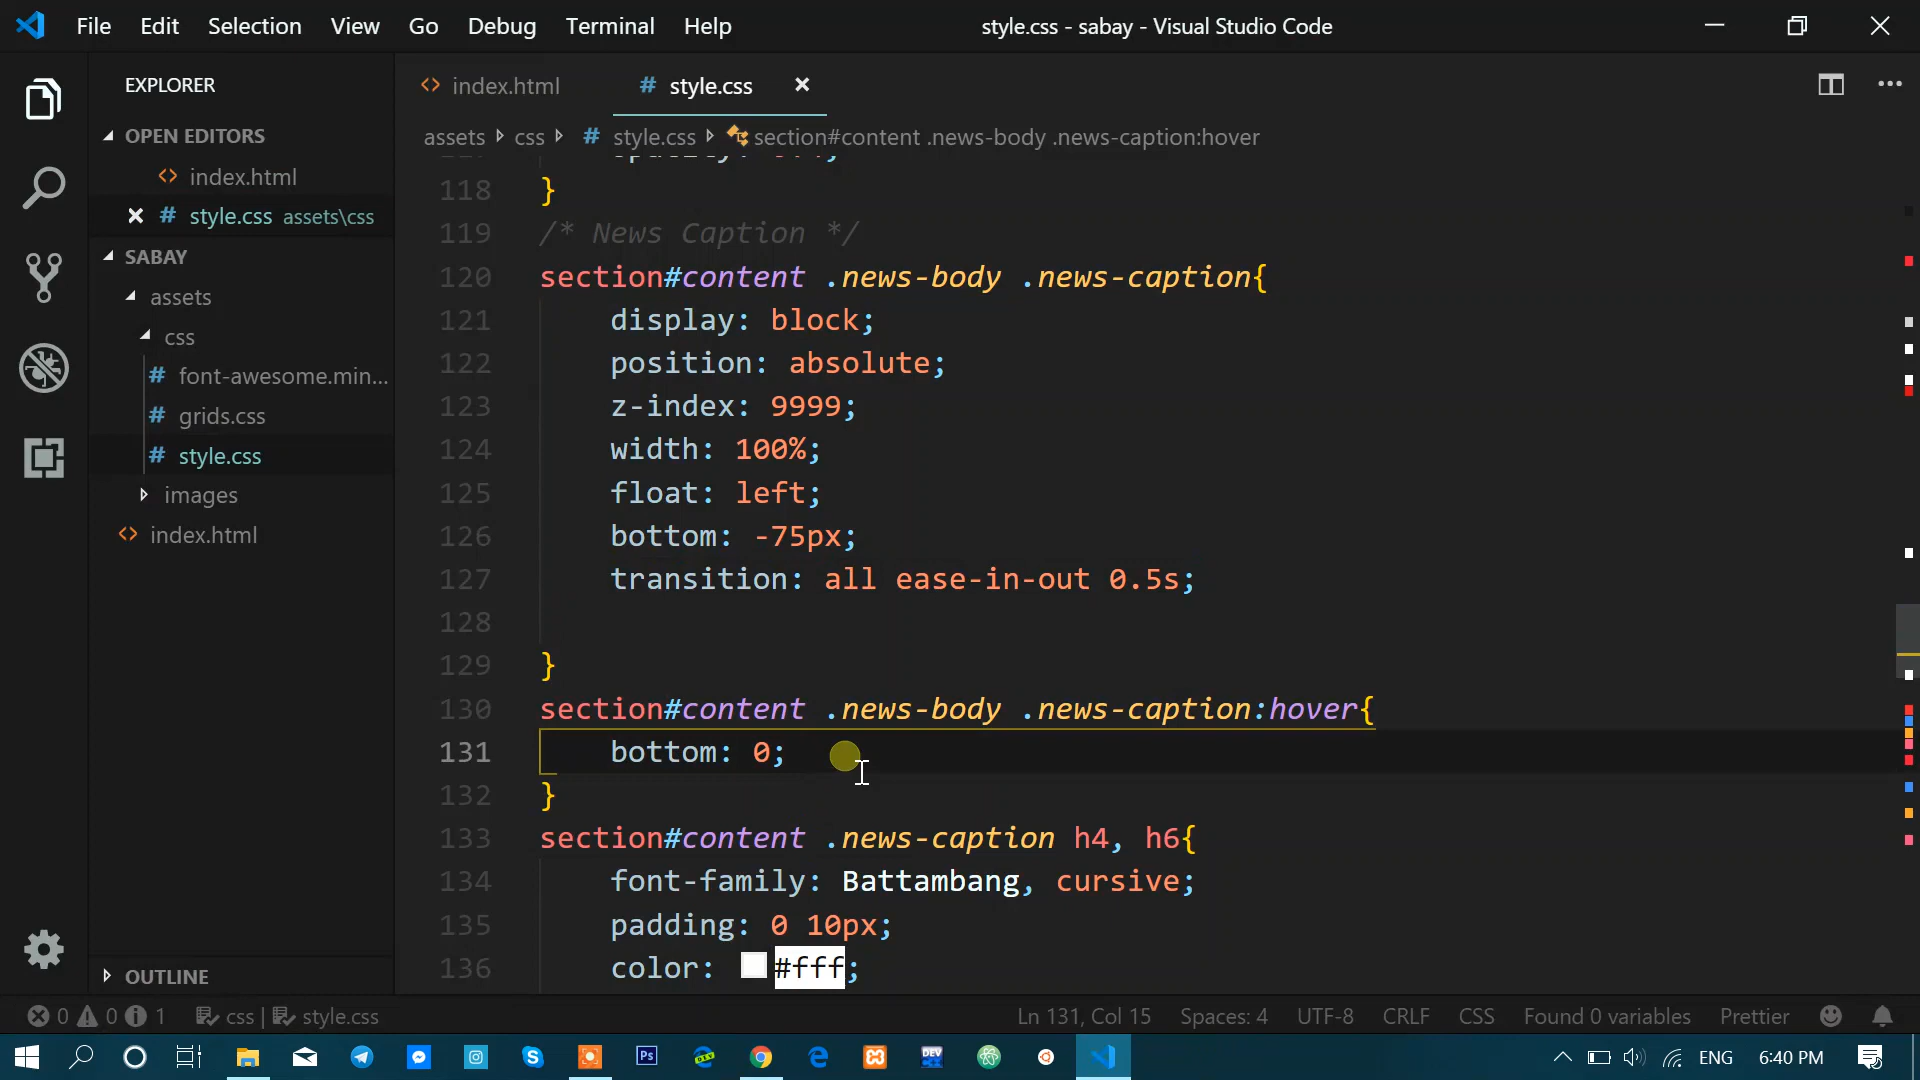 File Edit Selection View Go Debug Terminal Help style.css - sabay - Visual Studio Code
EXPLORER
OPEN EDITORS
index.html
style.css assets\css
SABAY
assets
css
font-awesome.min...
grids.css
style.css
images
index.html
OUTLINE
index.html style.css
assets css style.css section#content .news-body .news-caption:hover
118 }
119 /* News Caption */
120 section#content .news-body .news-caption{
121 display: block;
122 position: absolute;
123 z-index: 9999;
124 width: 100%;
125 float: left;
126 bottom: -75px;
127 transition: all ease-in-out 0.5s;
128
129 }
130 section#content .news-body .news-caption:hover{
131 bottom: 0;
132 }
133 section#content .news-caption h4, h6{
134 font-family: Battambang, cursive;
135 padding: 0 10px;
136 color: #fff;
0 0 1 css | style.css Ln 131, Col 15 Spaces: 4 UTF-8 CRLF CSS Found 0 variables Prettier
Ps DEV ENG 6:40 PM